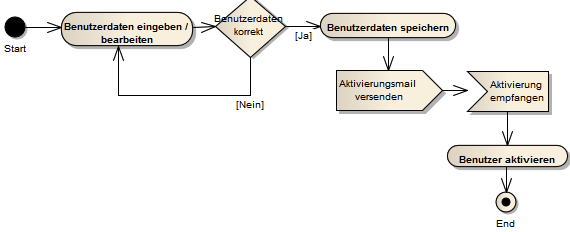 Start
Benutzerdaten eingeben /
bearbeiten
Benutzerdaten
korrekt
[Ja]
[Nein]
Benutzerdaten speichern
Aktivierungsmail
versenden
Aktivierung
empfangen
Benutzer aktivieren
End